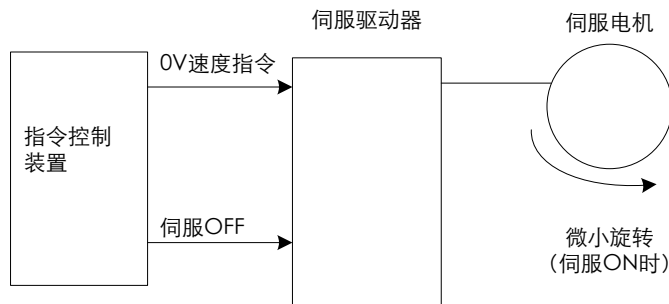 伺服驱动器
伺服电机
0V速度指令
指令控制
装置
伺服OFF
微小旋转
（伺服ON时）